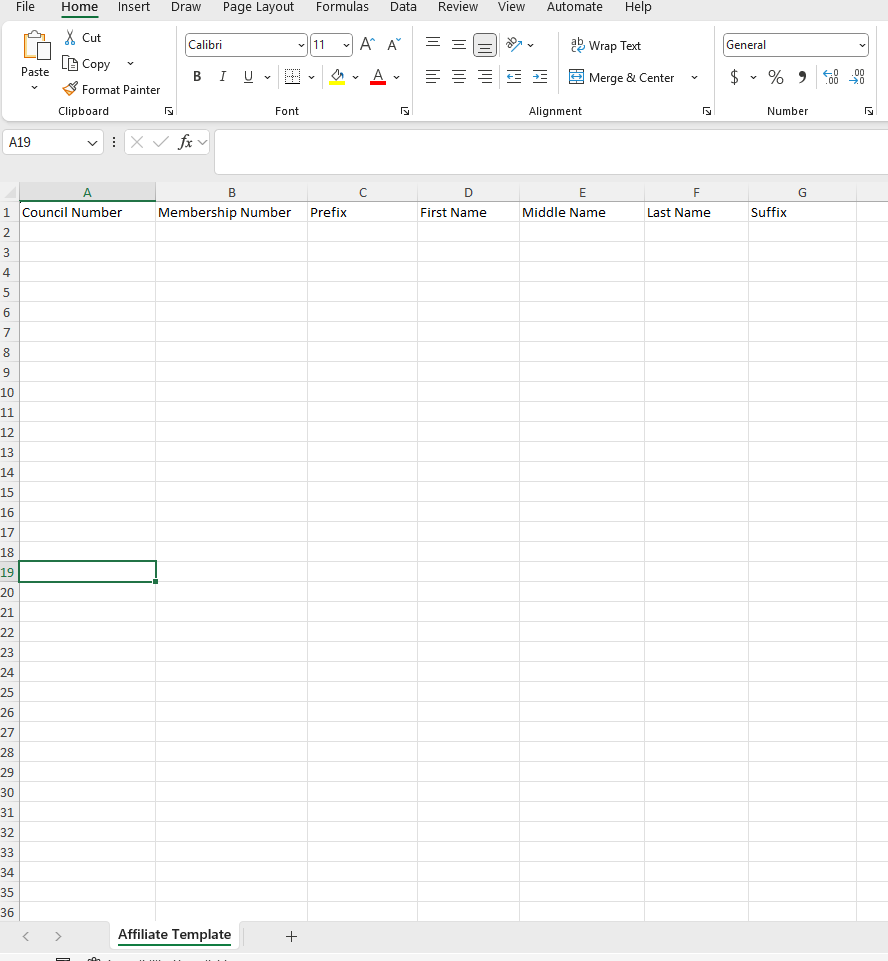 File Home Insert Draw Page Layout Formulas Data Review View Automate Help
Cut
Copy
Format Painter
Paste
Clipboard
Calibri 11 A A
B I U A
Font
ab Wrap Text
Merge & Center
Alignment
General
$ % 9 .00 .00
Number
A19 fx
A B C D E F G
1 Council Number Membership Number Prefix First Name Middle Name Last Name Suffix
2
3
4
5
6
7
8
9
10
11
12
13
14
15
16
17
18
19
20
21
22
23
24
25
26
27
28
29
30
31
32
33
34
35
36
Affiliate Template